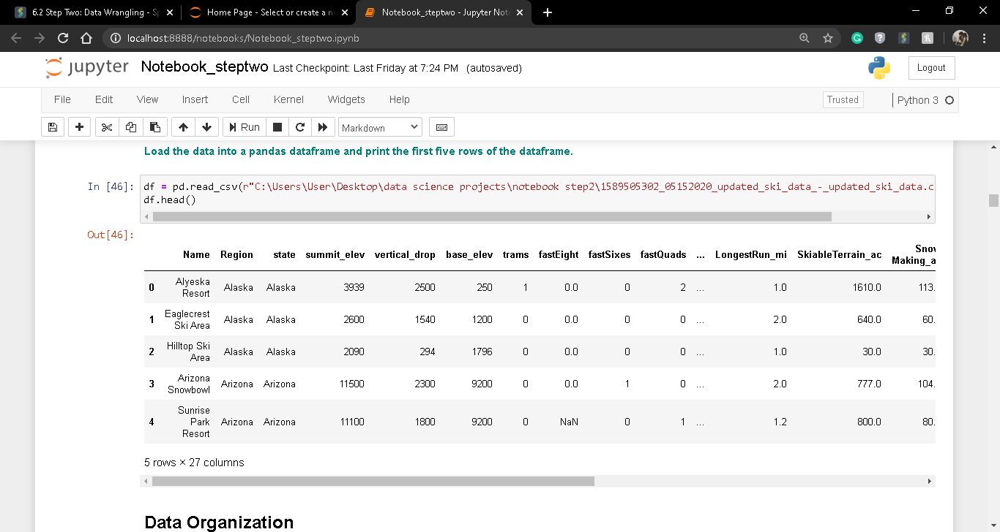 6.2 Step Two: Data Wrangling - Sp
Home Page - Select or create a n
Notebook_steptwo - Jupyter Note
localhost:8888/notebooks/Notebook_steptwo.ipynb
jupyter Notebook_steptwo Last Checkpoint: Last Friday at 7:24 PM (autosaved)
Logout
File Edit View Insert Cell Kernel Widgets Help
Trusted Python 3
Run Markdown
Load the data into a pandas dataframe and print the first five rows of the dataframe.
In [46]: df = pd.read_csv(r"C:\Users\User\Desktop\data science projects\notebook step2\1589505302_05152020_updated_ski_data_-_updated_ski_data.c
df.head()
Out[46]:
Name Region state summit_elev vertical_drop base_elev trams fastEight fastSixes fastQuads ... LongestRun_mi SkiableTerrain_ac Snow
Making_a
0 Alyeska Resort Alaska Alaska 3939 2500 250 1 0.0 0 2 ... 1.0 1610.0 113.
1 Eaglecrest Ski Area Alaska Alaska 2600 1540 1200 0 0.0 0 0 ... 2.0 640.0 60.
2 Hilltop Ski Area Alaska Alaska 2090 294 1796 0 0.0 0 0 ... 1.0 30.0 30.
3 Arizona Snowbowl Arizona Arizona 11500 2300 9200 0 0.0 1 0 ... 2.0 777.0 104.
4 Sunrise Park Resort Arizona Arizona 11100 1800 9200 0 NaN 0 1 ... 1.2 800.0 80.
5 rows × 27 columns
Data Organization